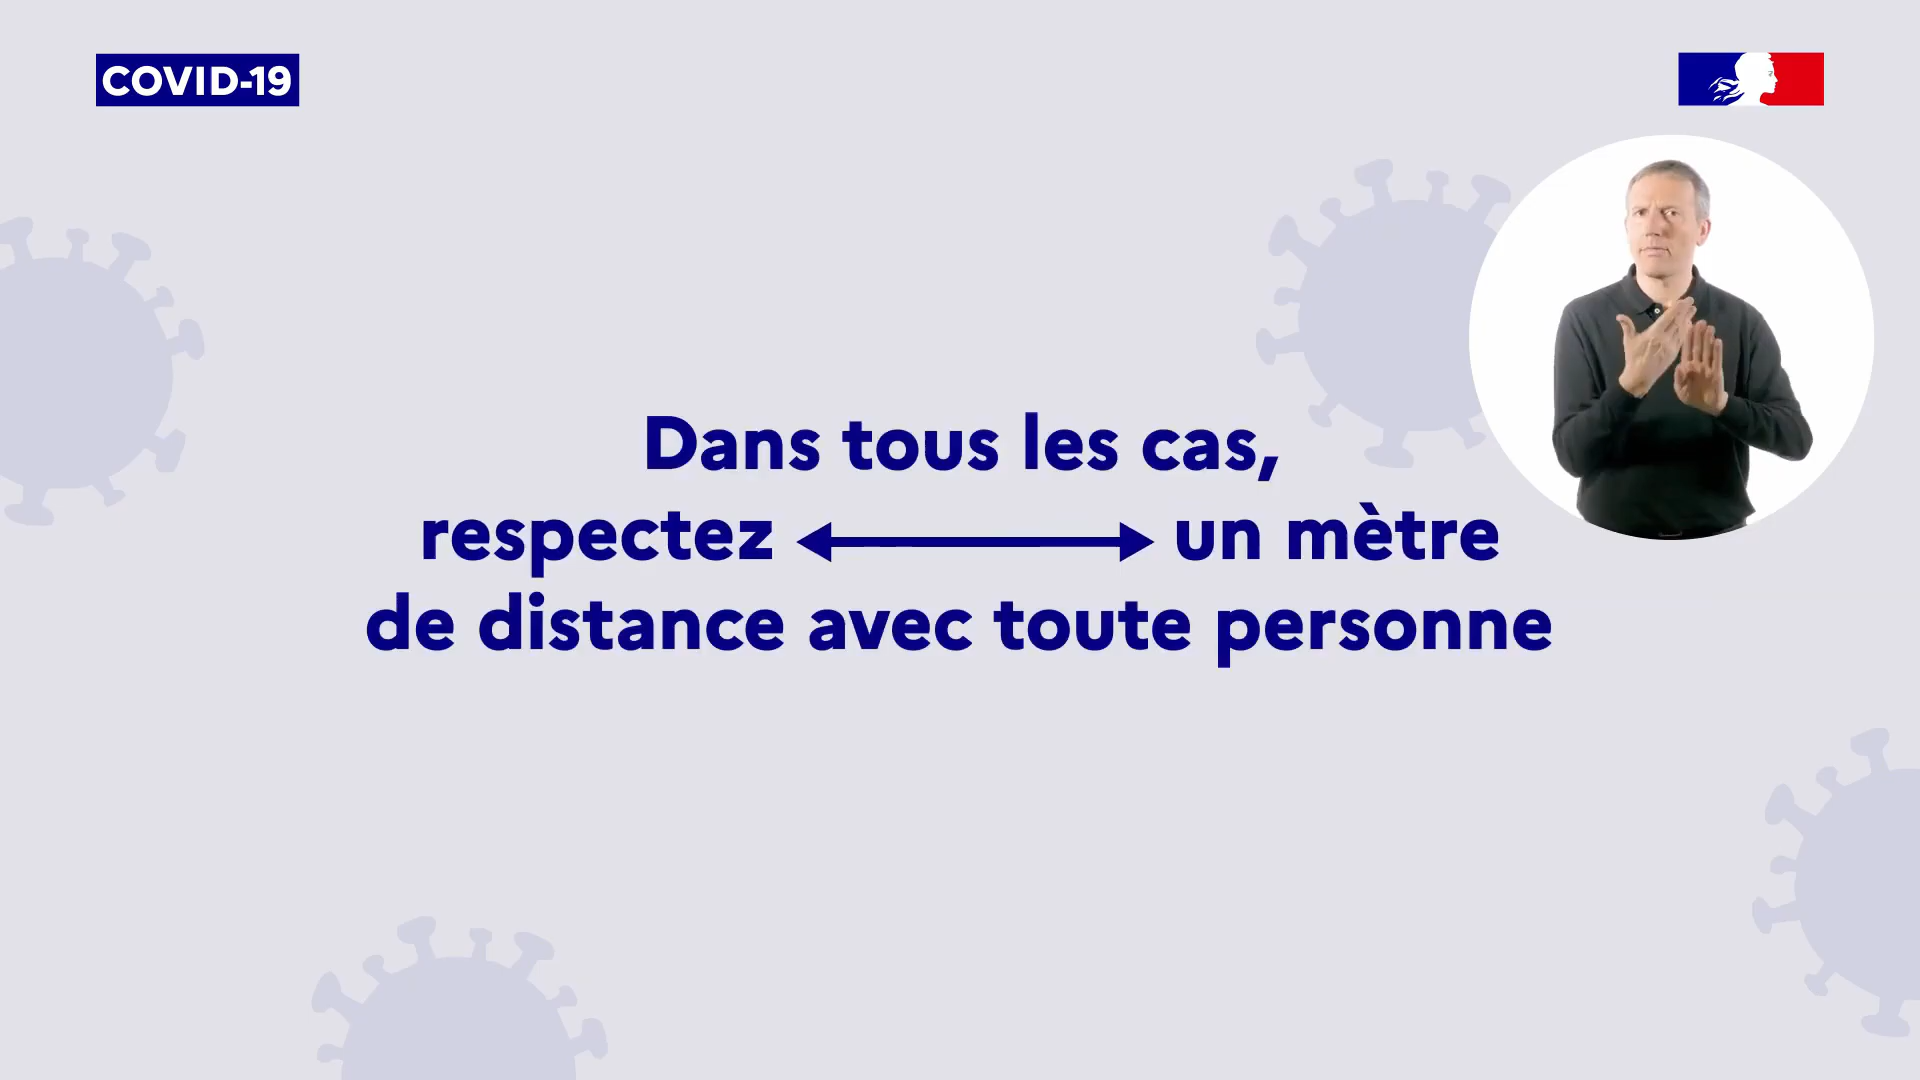 COVID-19
Dans tous les cas,
respectez un mètre
de distance avec toute personne